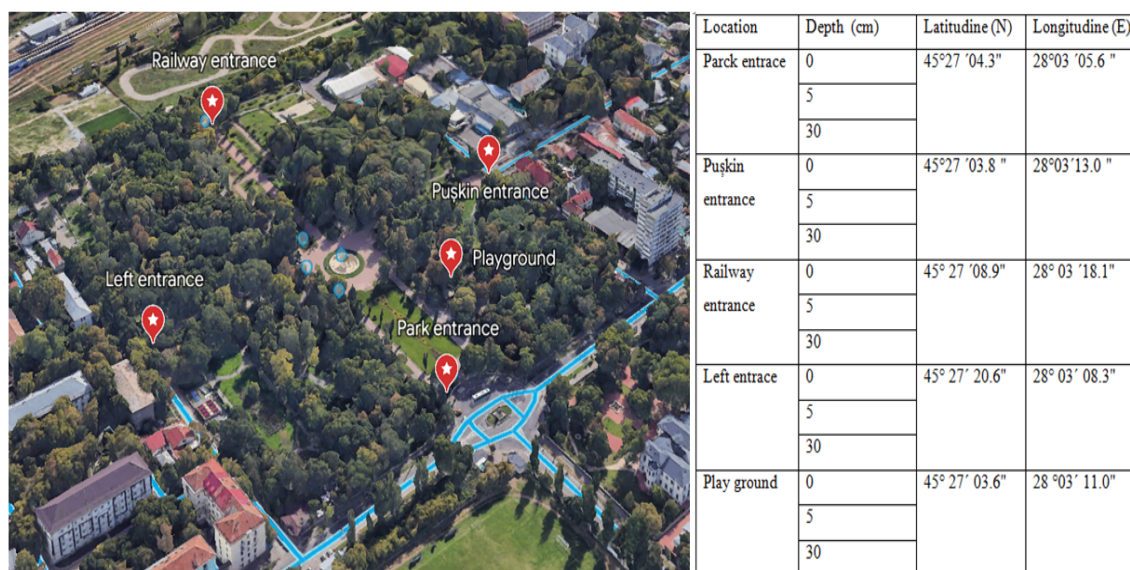 Railway entrance
Puşkin entrance
Playground
Left entrance
Park entrance
Location Depth (cm) Latitudine (N) Longitudine (E)
Parck entrace 0 45°27 ´04.3" 28°03 ´05.6 "
5
30
Puşkin 0 45°27 ´03.8 " 28°03´13.0 "
entrance 5
30
Railway 0 45° 27 ´08.9" 28° 03 ´18.1"
entrance 5
30
Left entrace 0 45° 27´ 20.6" 28° 03´ 08.3"
5
30
Play ground 0 45° 27´ 03.6" 28 °03´ 11.0"
5
30